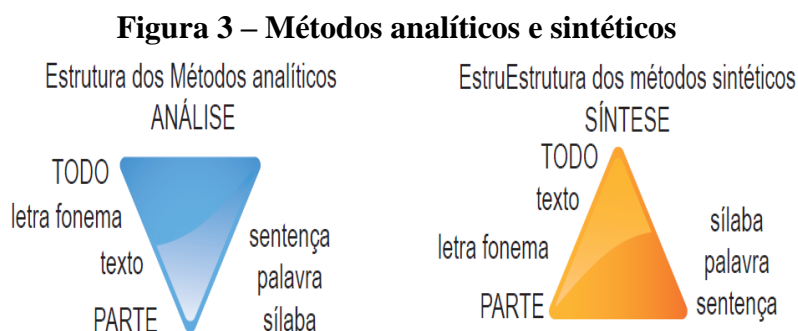 Figura 3 – Métodos analíticos e sintéticos
Estrutura dos Métodos analíticos
ANÁLISE
TODO
letra fonema
texto
PARTE
sentença
palavra
sílaba
EstruEstrutura dos métodos sintéticos
SÍNTESE
TODO
texto
letra fonema
PARTE
sílaba
palavra
sentença